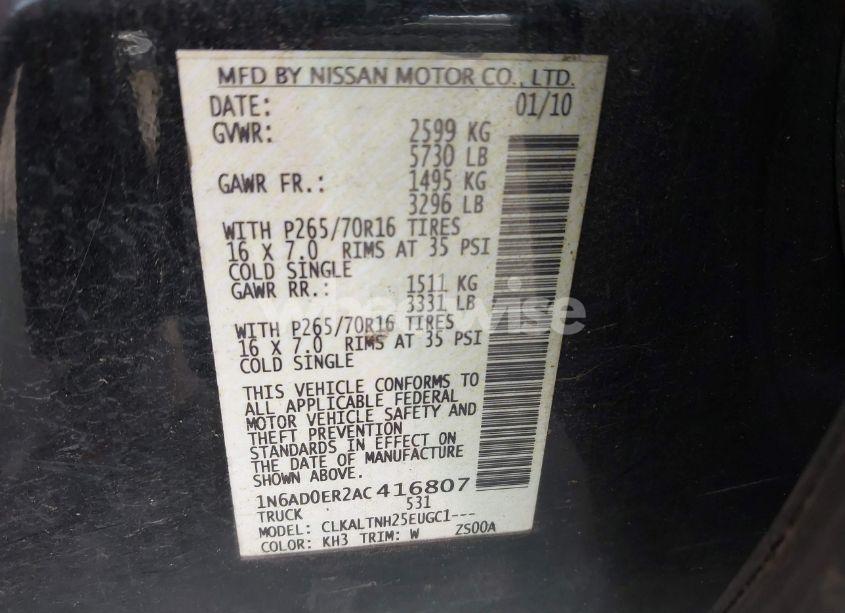 MFD BY NISSAN MOTOR CO., LTD.
DATE: 01/10
GVWR: 2599 KG
5730 LB
GAWR FR.: 1495 KG
3296 LB
WITH P265/70R16 TIRES
16 X 7.0 RIMS AT 35 PSI
COLD SINGLE
GAWR RR.: 1511 KG
3331 LB
WITH P265/70R16 TIRES
16 X 7.0 RIMS AT 35 PSI
COLD SINGLE
THIS VEHICLE CONFORMS TO
ALL APPLICABLE FEDERAL
MOTOR VEHICLE SAFETY AND
THEFT PREVENTION
STANDARDS IN EFFECT ON
THE DATE OF MANUFACTURE
SHOWN ABOVE.
1N6AD0ER2AC 416807
TRUCK 531
MODEL: CLKALTNH25EUGC1---
COLOR: KH3 TRIM: W ZS00A